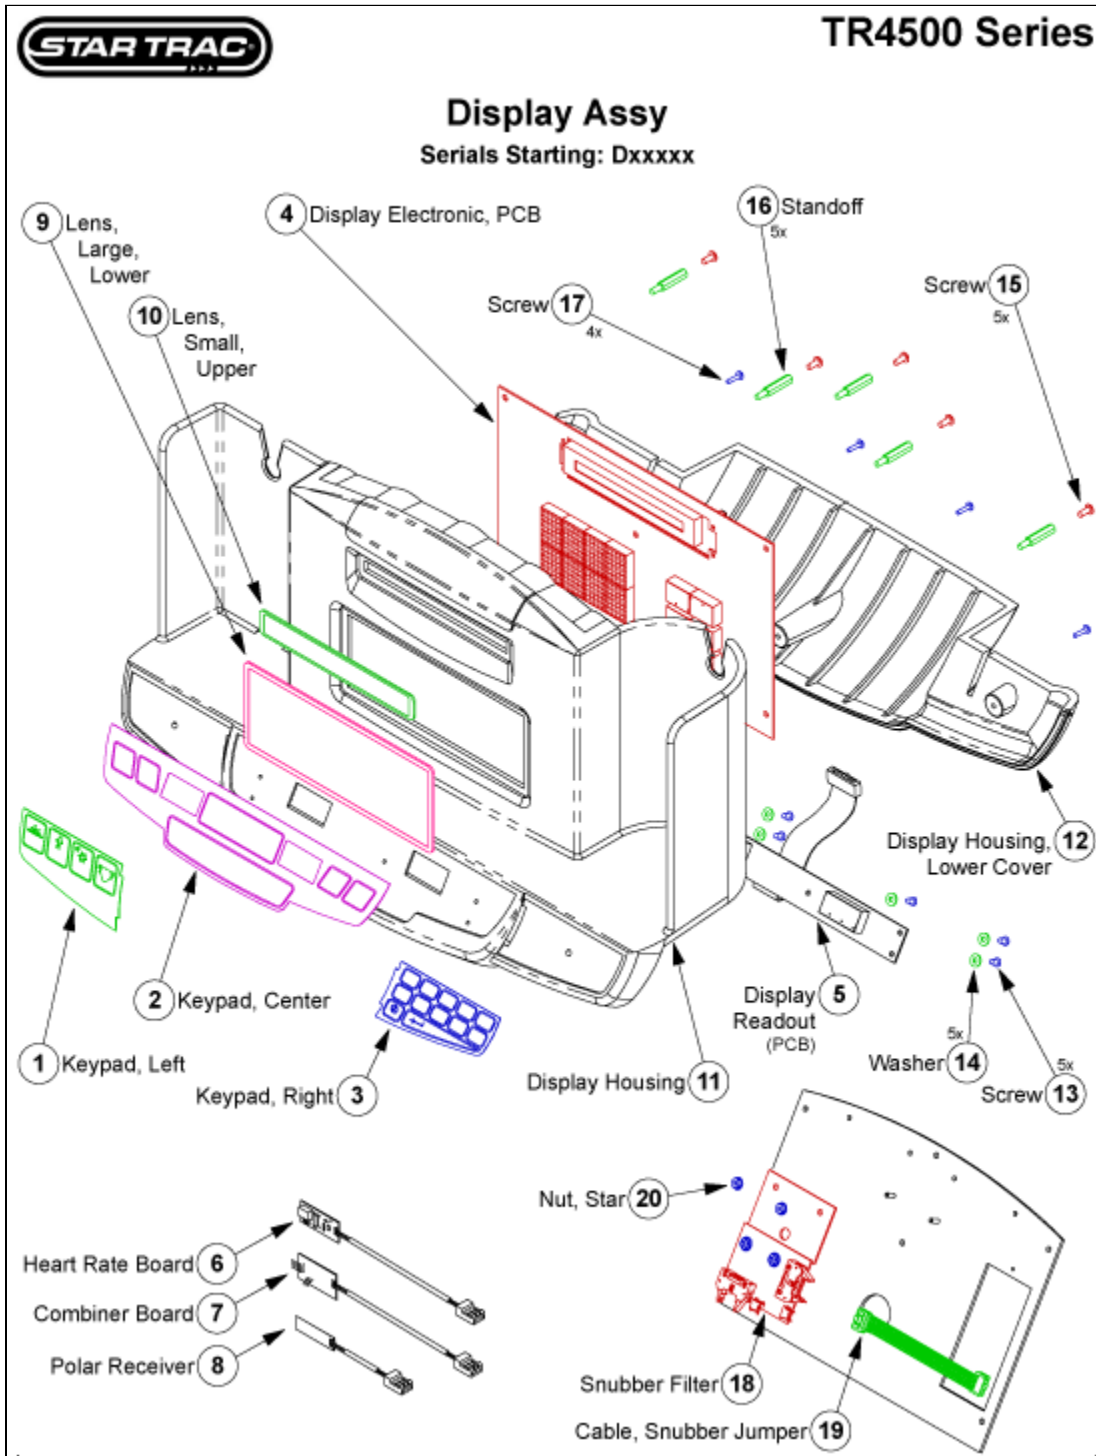 STAR TRAC
TR4500 Series
Display Assy
Serials Starting: Dxxxxx
9 Lens,
Large,
Lower
4 Display Electronic, PCB
16 Standoff
5x
10 Lens,
Small,
Upper
Screw 17
4x
Screw 15
5x
Display Housing, 12
Lower Cover
2 Keypad, Center
Display 5
Readout
(PCB)
1 Keypad, Left
Keypad, Right 3
Display Housing 11
5x
Washer 14
5x
Screw 13
Nut, Star 20
Heart Rate Board 6
Combiner Board 7
Polar Receiver 8
Snubber Filter 18
Cable, Snubber Jumper 19